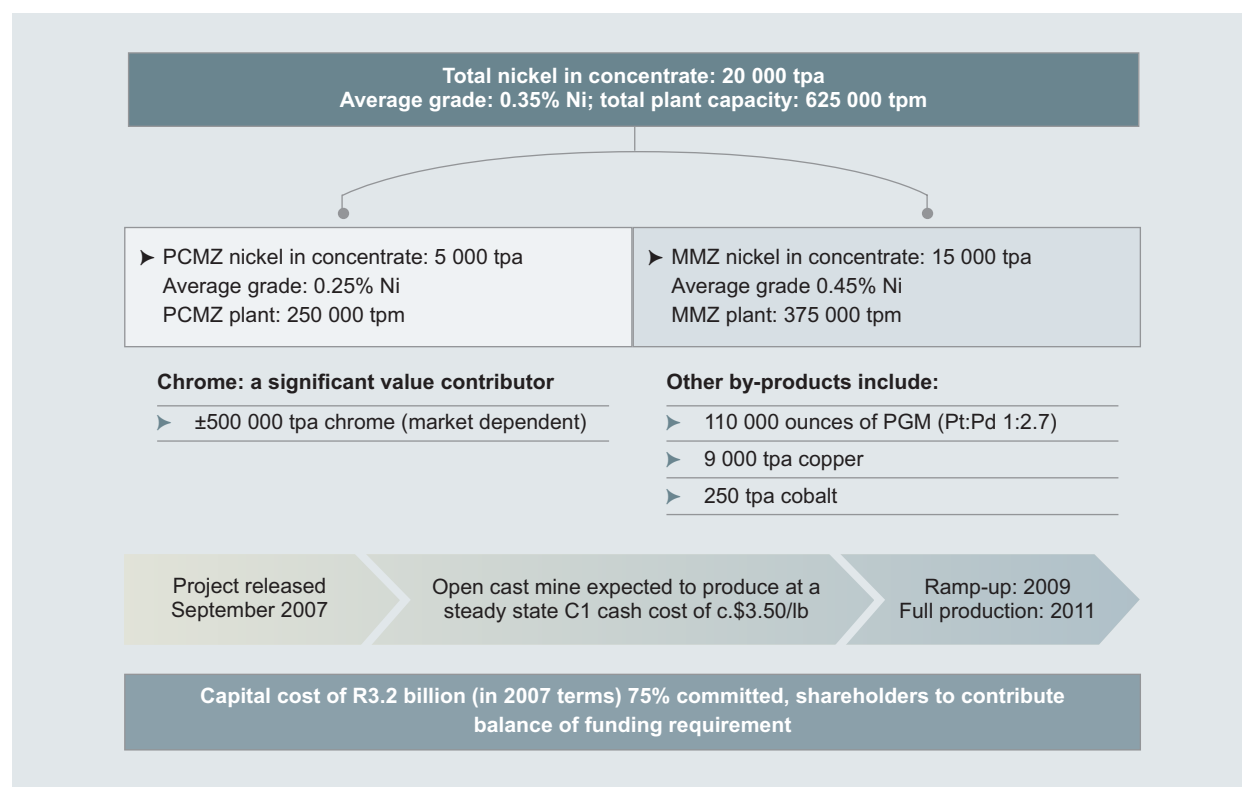 Total nickel in concentrate: 20 000 tpa
Average grade: 0.35% Ni; total plant capacity: 625 000 tpm
➤ PCMZ nickel in concentrate: 5 000 tpa
Average grade: 0.25% Ni
PCMZ plant: 250 000 tpm
➤ MMZ nickel in concentrate: 15 000 tpa
Average grade 0.45% Ni
MMZ plant: 375 000 tpm
Chrome: a significant value contributor
➤ ±500 000 tpa chrome (market dependent)
Other by-products include:
➤ 110 000 ounces of PGM (Pt:Pd 1:2.7)
➤ 9 000 tpa copper
➤ 250 tpa cobalt
Project released
September 2007
Open cast mine expected to produce at a
steady state C1 cash cost of c.$3.50/lb
Ramp-up: 2009
Full production: 2011
Capital cost of R3.2 billion (in 2007 terms) 75% committed, shareholders to contribute
balance of funding requirement